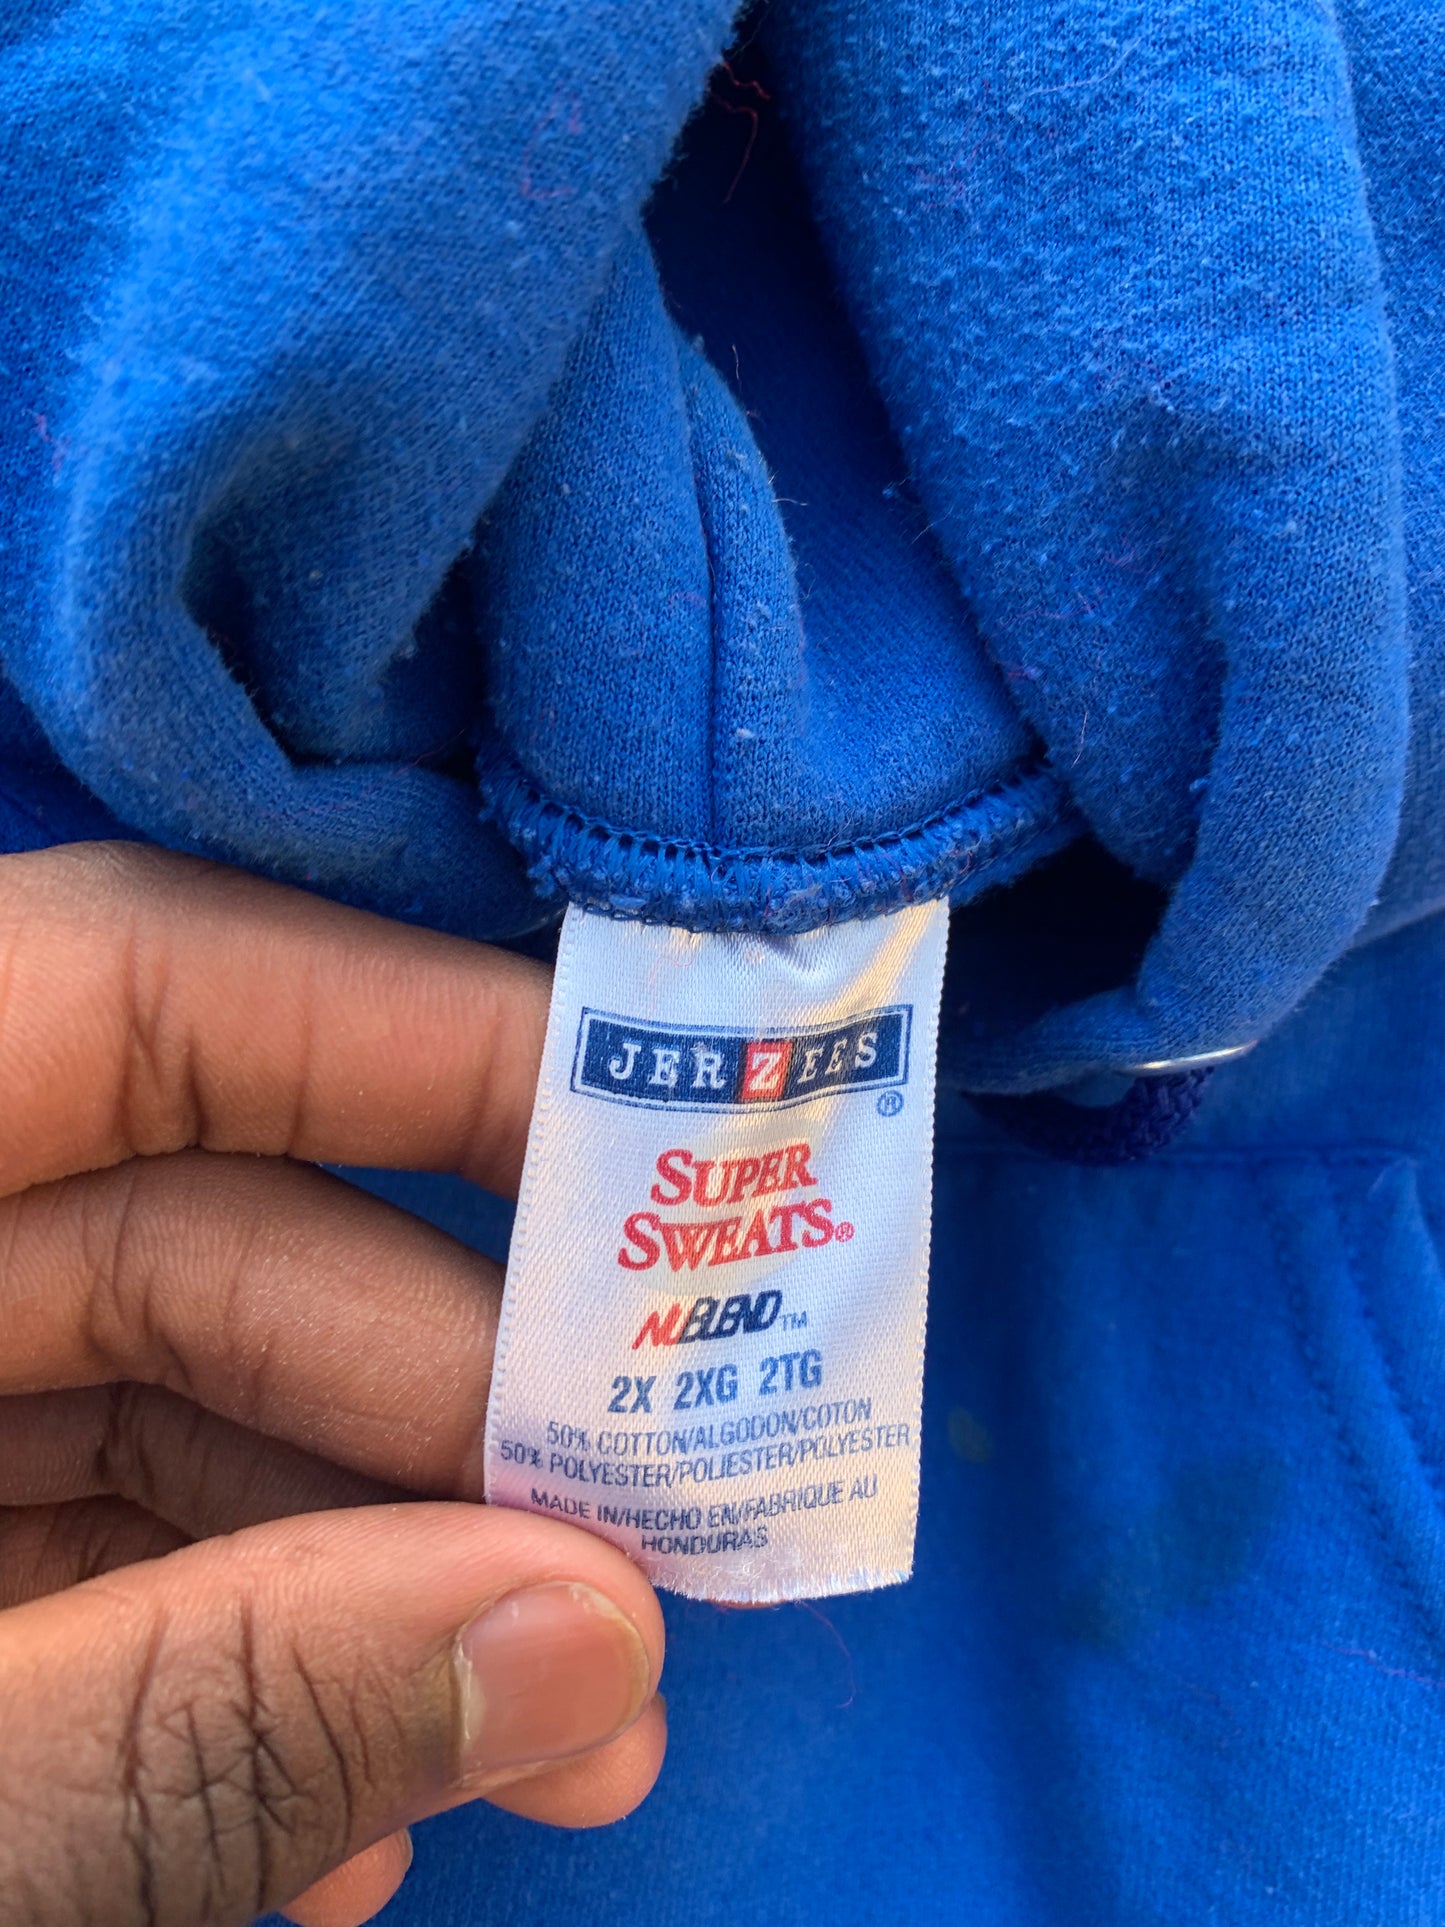 JERZEES®
SUPER
SWEATS®
NUBLEND™
2X 2XG 2TG
50% COTTON/ALGODON/COTON
50% POLYESTER/POLIESTER/POLYESTER
MADE IN/HECHO EN/FABRIQUE AU
HONDURAS